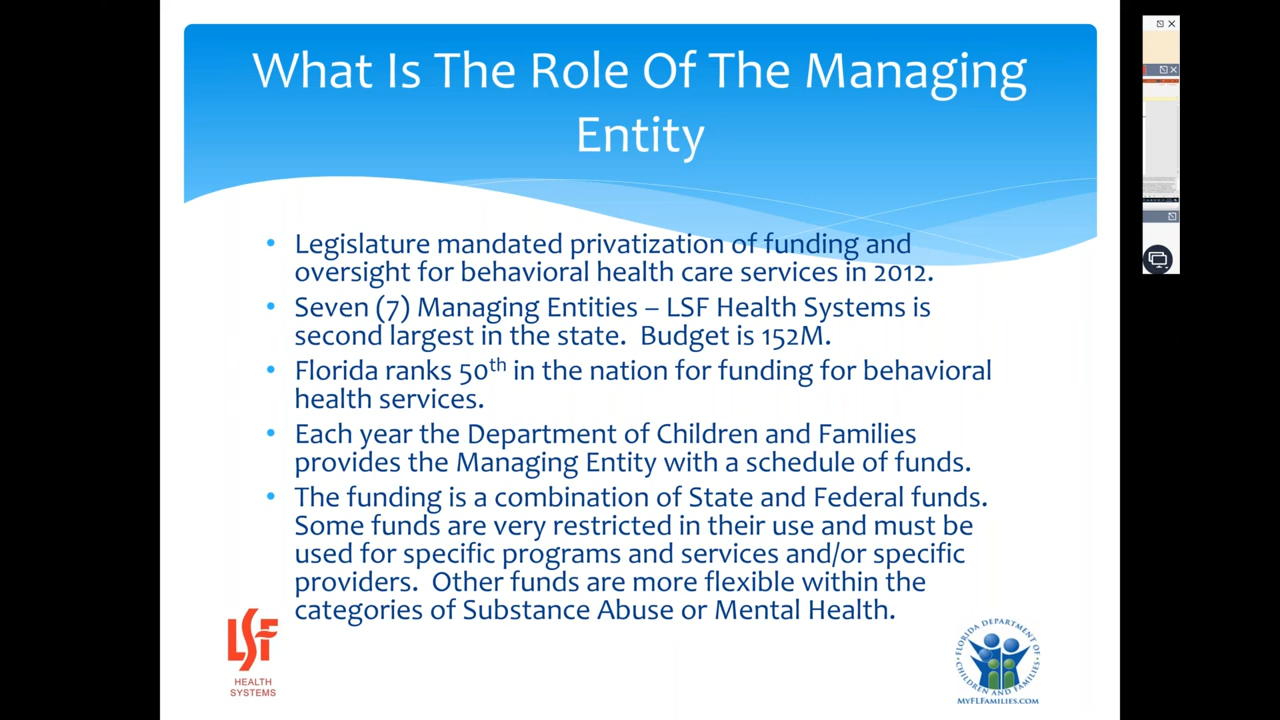 What Is The Role Of The Managing
Entity
• Legislature mandated privatization of funding and
oversight for behavioral health care services in 2012.
• Seven (7) Managing Entities – LSF Health Systems is
second largest in the state. Budget is 152M.
• Florida ranks 50th in the nation for funding for behavioral
health services.
• Each year the Department of Children and Families
provides the Managing Entity with a schedule of funds.
• The funding is a combination of State and Federal funds.
Some funds are very restricted in their use and must be
used for specific programs and services and/or specific
providers. Other funds are more flexible within the
categories of Substance Abuse or Mental Health.
LSF
HEALTH
SYSTEMS
FLORIDA DEPARTMENT OF
CHILDREN AND FAMILIES
MYFLFAMILIES.COM